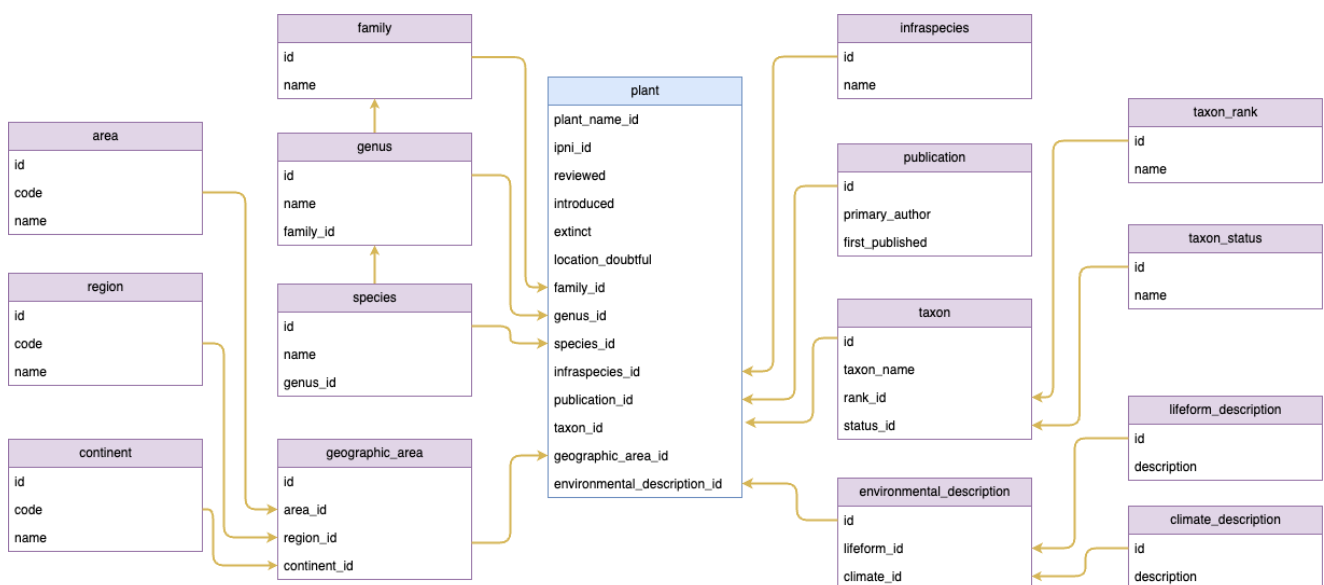 family
id
name
genus
id
name
family_id
species
id
name
genus_id
area
id
code
name
region
id
code
name
continent
id
code
name
geographic_area
id
area_id
region_id
continent_id
plant
plant_name_id
ipni_id
reviewed
introduced
extinct
location_doubtful
family_id
genus_id
species_id
infraspecies_id
publication_id
taxon_id
geographic_area_id
environmental_description_id
infraspecies
id
name
publication
id
primary_author
first_published
taxon
id
taxon_name
rank_id
status_id
environmental_description
id
lifeform_id
climate_id
taxon_rank
id
name
taxon_status
id
name
lifeform_description
id
description
climate_description
id
description